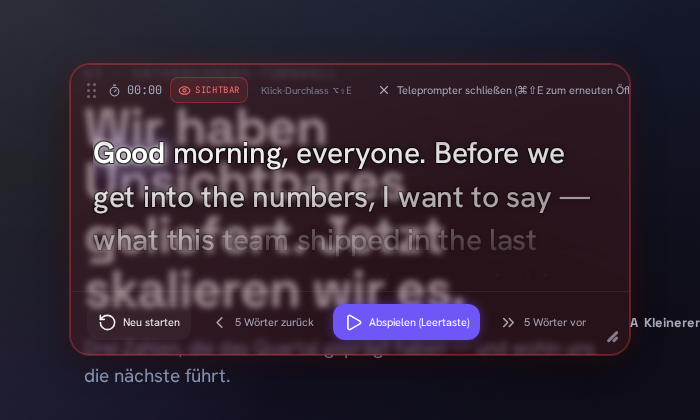 00:00 SICHTBAR Klick-Durchlass ⌥⇧E Teleprompter schließen (⌘⇧E zum erneuten Öff
Wir haben
Good morning, everyone. Before we
Unsichtbares
get into the numbers, I want to say —
geliefert. Jetzt
what this team shipped in the last
skalieren wir es.
Neu starten 5 Wörter zurück Abspielen (Leertaste) 5 Wörter vor A Kleinerer
die nächste führt.